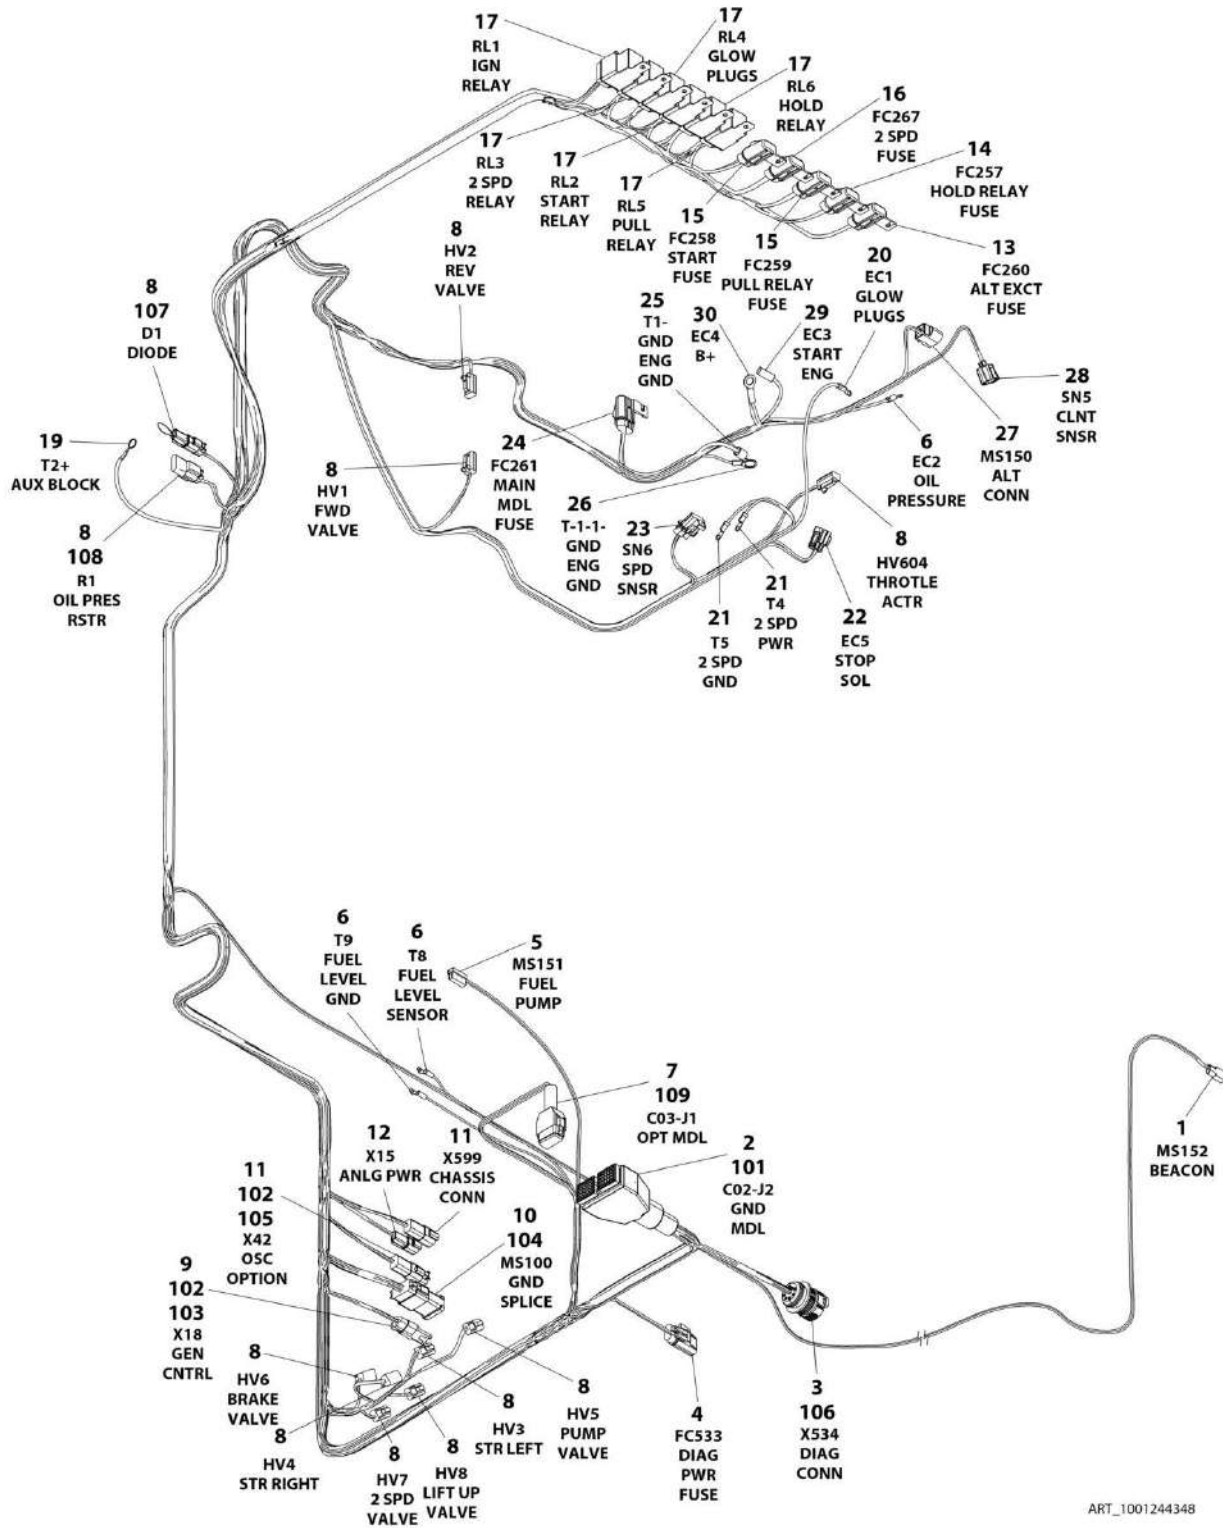 17
RL1
IGN
RELAY
17
RL4
GLOW
PLUGS
17
RL6
HOLD
RELAY
16
FC267
2 SPD
FUSE
14
FC257
HOLD RELAY
FUSE
17
RL3
2 SPD
RELAY
17
RL2
START
RELAY
17
RL5
PULL
RELAY
15
FC258
START
FUSE
15
FC259
PULL RELAY
FUSE
13
FC260
ALT EXCT
FUSE
8
HV2
REV
VALVE
20
EC1
GLOW
PLUGS
8
107
D1
DIODE
25
T1-
GND
ENG
GND
30
EC4
B+
29
EC3
START
ENG
28
SN5
CLNT
SNSR
19
T2+
AUX BLOCK
24
FC261
MAIN
MDL
FUSE
27
MS150
ALT
CONN
6
EC2
OIL
PRESSURE
8
HV1
FWD
VALVE
8
108
R1
OIL PRES
RSTR
26
T-1-1-
GND
ENG
GND
23
SN6
SPD
SNSR
8
HV604
THROTLE
ACTR
21
T5
2 SPD
GND
21
T4
2 SPD
PWR
22
EC5
STOP
SOL
6
T9
FUEL
LEVEL
GND
6
T8
FUEL
LEVEL
SENSOR
5
MS151
FUEL
PUMP
7
109
C03-J1
OPT MDL
1
MS152
BEACON
12
X15
ANLG PWR
11
X599
CHASSIS
CONN
2
101
C02-J2
GND
MDL
11
102
105
X42
OSC
OPTION
10
104
MS100
GND
SPLICE
9
102
103
X18
GEN
CNTRL
8
HV6
BRAKE
VALVE
8
HV4
STR RIGHT
8
HV7
2 SPD
VALVE
8
HV8
LIFT UP
VALVE
8
HV3
STR LEFT
8
HV5
PUMP
VALVE
4
FC533
DIAG
PWR
FUSE
3
106
X534
DIAG
CONN
ART_1001244348